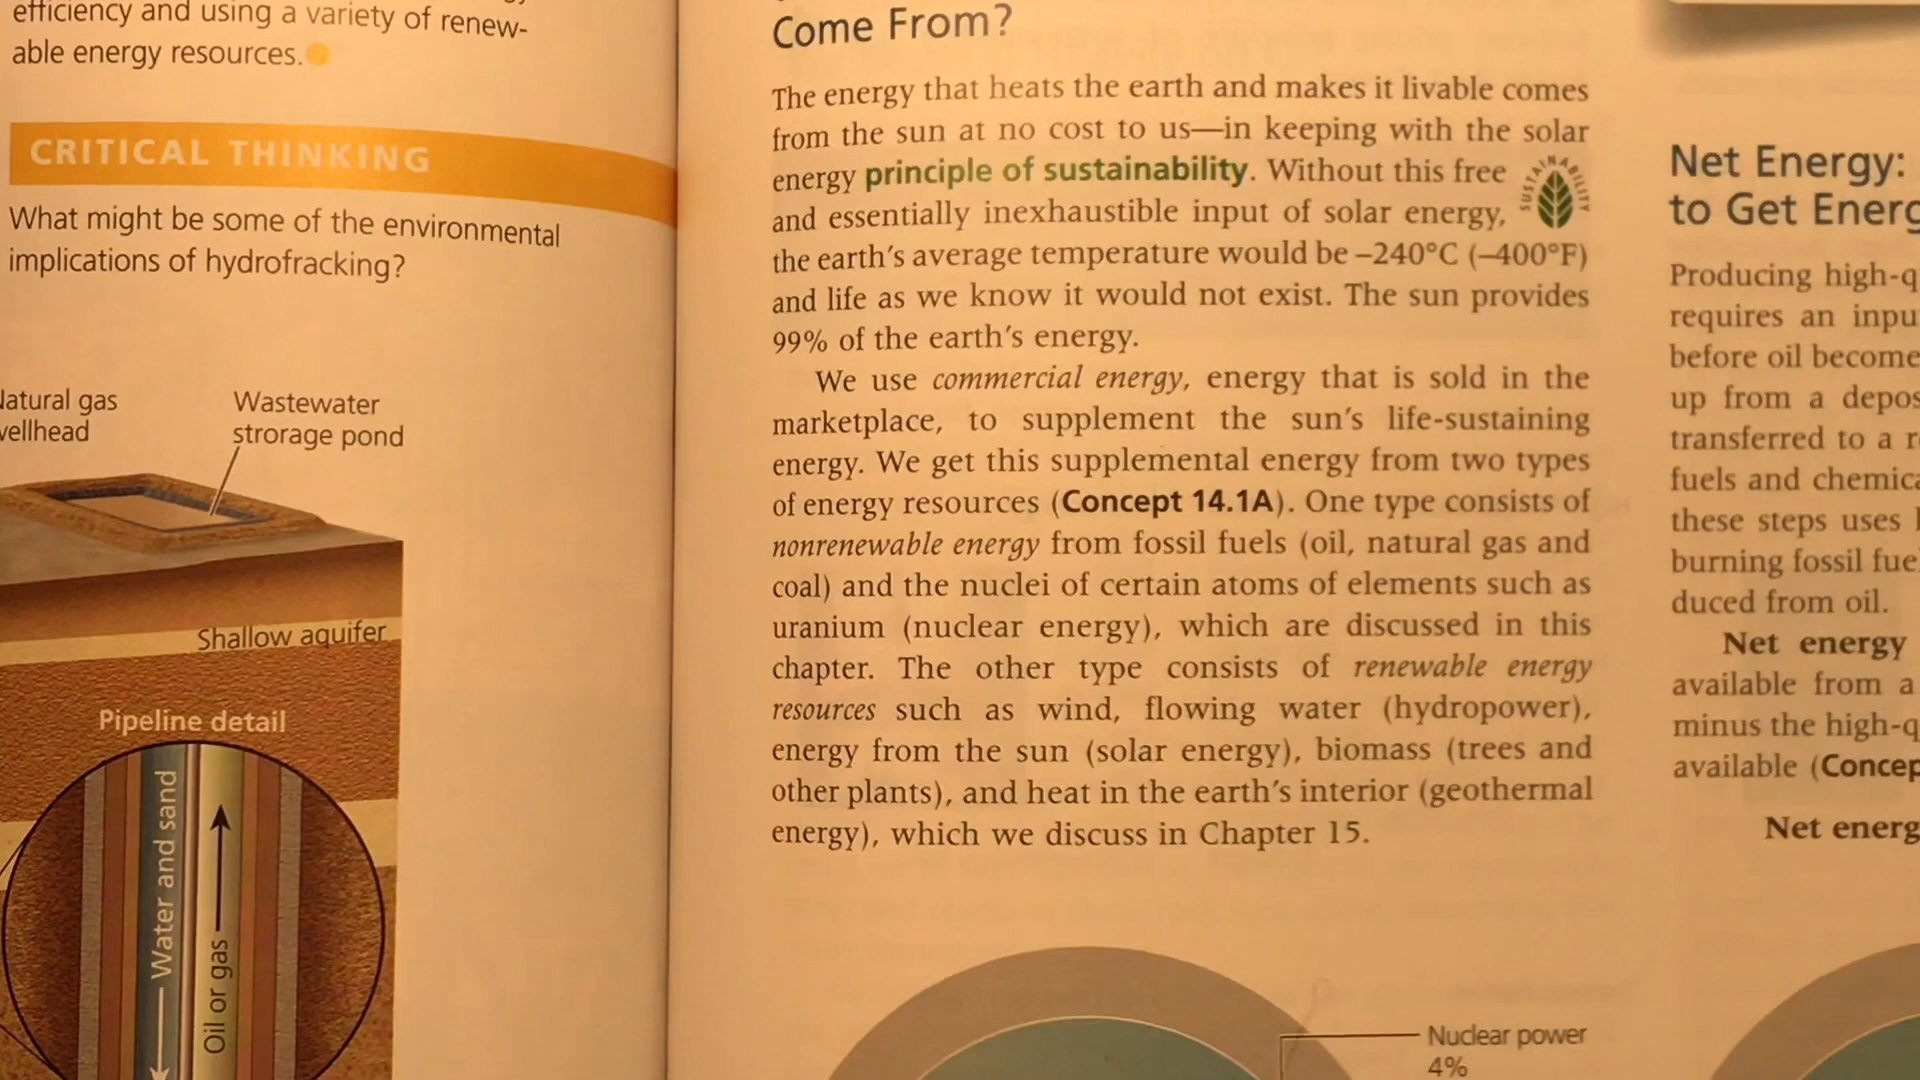 efficiency and using a variety of renew-
able energy resources.
CRITICAL THINKING
What might be some of the environmental
implications of hydrofracking?
Natural gas
wellhead
Wastewater
strorage pond
Shallow aquifer
Pipeline detail
Water and sand
Oil or gas
Come From?
The energy that heats the earth and makes it livable comes
from the sun at no cost to us—in keeping with the solar
energy principle of sustainability. Without this free
and essentially inexhaustible input of solar energy,
the earth's average temperature would be –240°C (–400°F)
and life as we know it would not exist. The sun provides
99% of the earth's energy.
SUSTAINABILITY
We use commercial energy, energy that is sold in the
marketplace, to supplement the sun's life-sustaining
energy. We get this supplemental energy from two types
of energy resources (Concept 14.1A). One type consists of
nonrenewable energy from fossil fuels (oil, natural gas and
coal) and the nuclei of certain atoms of elements such as
uranium (nuclear energy), which are discussed in this
chapter. The other type consists of renewable energy
resources such as wind, flowing water (hydropower),
energy from the sun (solar energy), biomass (trees and
other plants), and heat in the earth's interior (geothermal
energy), which we discuss in Chapter 15.
Nuclear power
4%
Net Energy:
to Get Energ
Producing high-q
requires an inpu
before oil become
up from a depos
transferred to a r
fuels and chemica
these steps uses
burning fossil fue
duced from oil.
Net energy
available from a
minus the high-q
available (Concep
Net energ